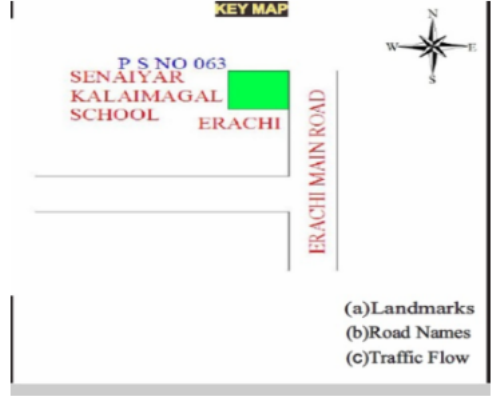 KEY MAP
N
W
E
S
P S NO 063
SENAIYAR
KALAIMAGAL
SCHOOL
ERACHI
ERACHI MAIN ROAD
(a)Landmarks
(b)Road Names
(c)Traffic Flow